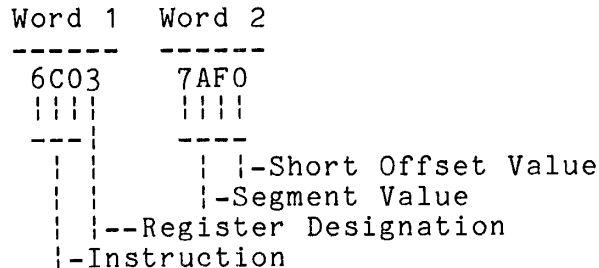 Word 1 Word 2
6C03 7AF0
Short Offset Value
Segment Value
Register Designation
Instruction